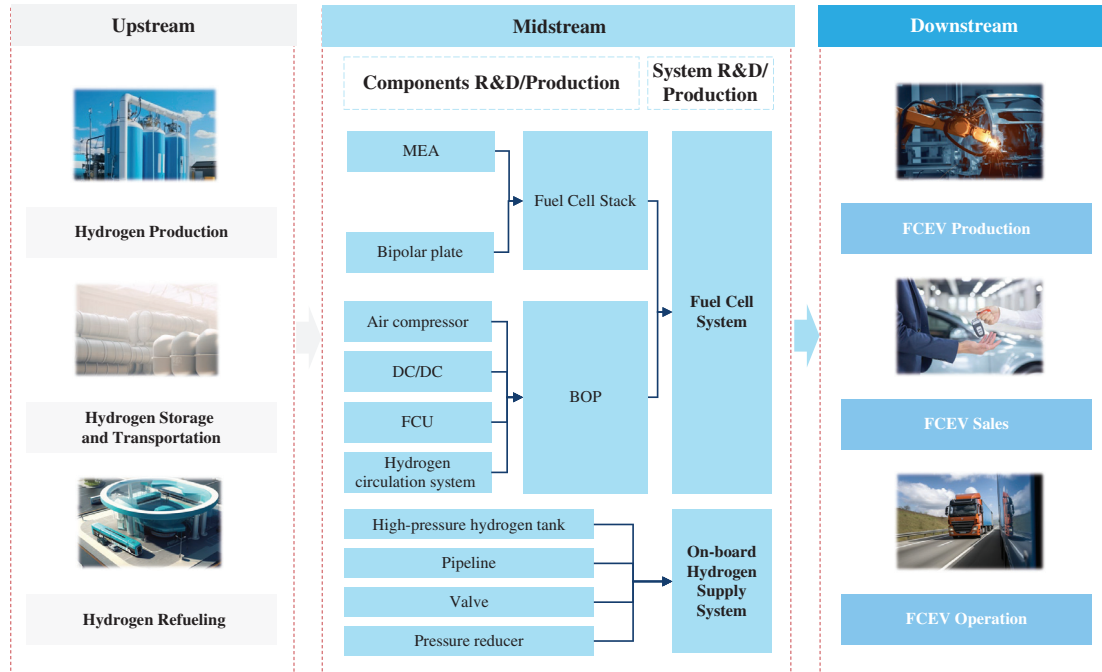 Upstream
Hydrogen Production
Hydrogen Storage
and Transportation
Hydrogen Refueling
Midstream
Components R&D/Production
System R&D/
Production
MEA
Bipolar plate
Fuel Cell Stack
Air compressor
DC/DC
FCU
Hydrogen
circulation system
BOP
Fuel Cell
System
High-pressure hydrogen tank
Pipeline
Valve
Pressure reducer
On-board
Hydrogen
Supply
System
Downstream
FCEV Production
FCEV Sales
FCEV Operation